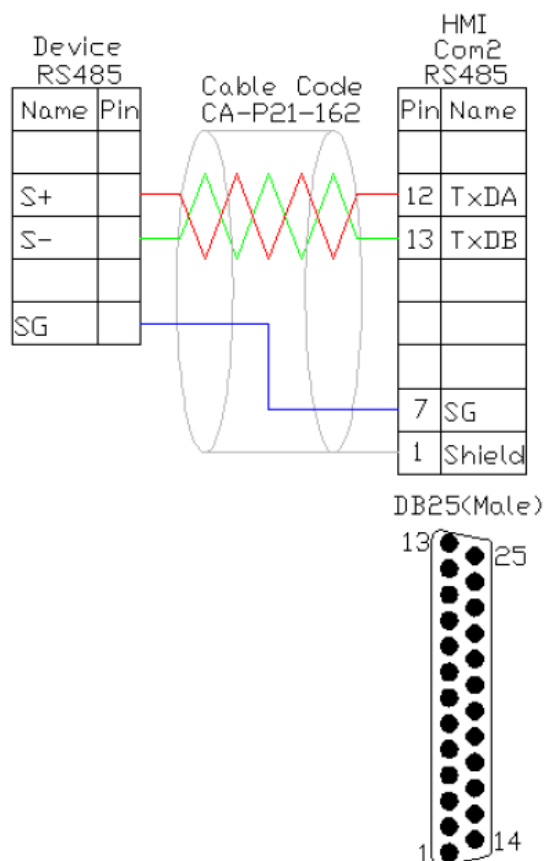 Device
RS485
Name Pin
S+
S-
SG
Cable Code
CA-P21-162
HMI
Com2
RS485
Pin Name
12 TxDA
13 TxDB
7 SG
1 Shield
DB25(Male)
13
25
1
14